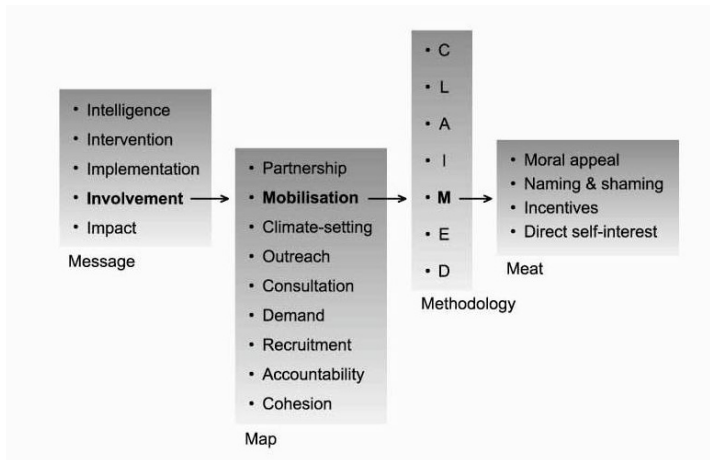 • Intelligence
• Intervention
• Implementation
• Involvement
• Impact
Message
• Partnership
• Mobilisation
• Climate-setting
• Outreach
• Consultation
• Demand
• Recruitment
• Accountability
• Cohesion
Map
• C
• L
• A
• I
• M
• E
• D
Methodology
• Moral appeal
• Naming & shaming
• Incentives
• Direct self-interest
Meat